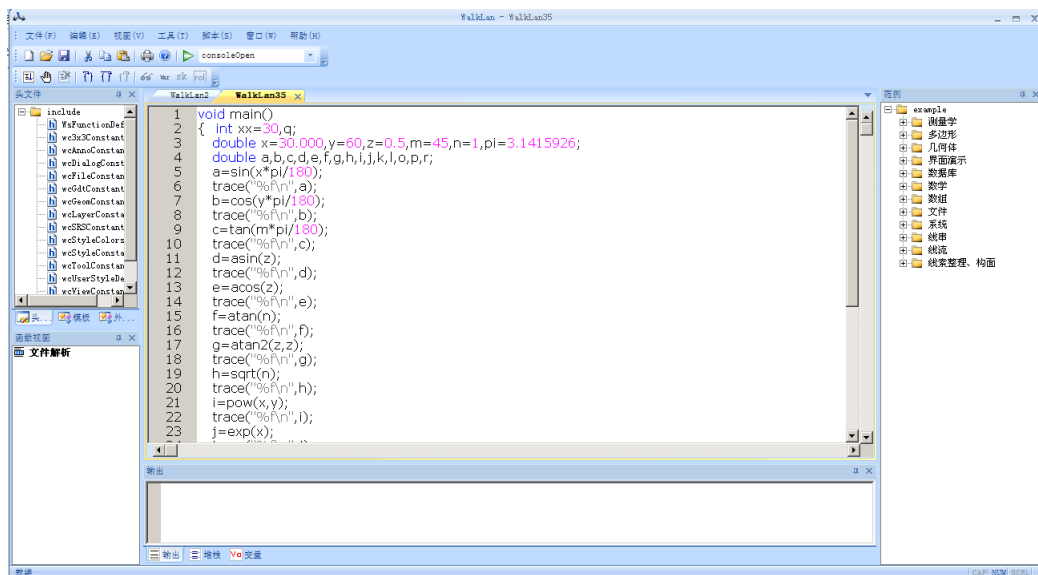 WalkLan - WalkLan35
文件(F) 编辑(E) 视图(V) 工具(T) 脚本(S) 窗口(W) 帮助(H)
consoleOpen
Var sk rol
头文件
include
WsFunctionDef
wc3x3Constant
wcAnnoConstan
wcDialogConst
wcFileConstan
wcGdtConstant
wcGeomConstan
wcLayerConsta
wcSRSConstant
wcStyleColors
wcStyleConsta
wcToolConstan
wcUserStyleDe
wcViewConstan
头... 模板 外...
函数视图
文件解析
WalkLan2 WalkLan35
1 void main()
2 { int xx=30,q;
3 double x=30.000,y=60,z=0.5,m=45,n=1,pi=3.1415926;
4 double a,b,c,d,e,f,g,h,i,j,k,l,o,p,r;
5 a=sin(x*pi/180);
6 trace("%f\n",a);
7 b=cos(y*pi/180);
8 trace("%f\n",b);
9 c=tan(m*pi/180);
10 trace("%f\n",c);
11 d=asin(z);
12 trace("%f\n",d);
13 e=acos(z);
14 trace("%f\n",e);
15 f=atan(n);
16 trace("%f\n",f);
17 g=atan2(z,z);
18 trace("%f\n",g);
19 h=sqrt(n);
20 trace("%f\n",h);
21 i=pow(x,y);
22 trace("%f\n",i);
23 j=exp(x);
输出
输出 堆栈 Va 变量
范例
example
测量学
多边形
几何体
界面演示
数据库
数学
数组
文件
系统
线串
线流
线索整理、构面
就绪
CAP NUM SCRL